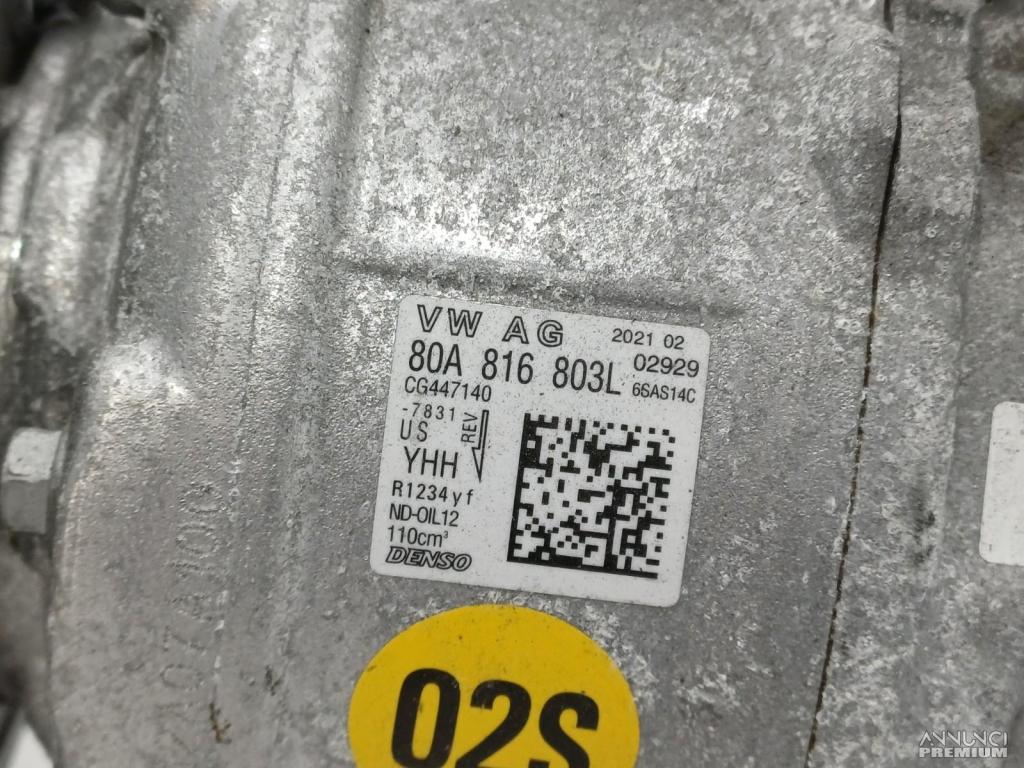 VW AG 2021 02
80A 816 803L 02929
CG447140 6SAS14C
-7831
US REV
YHH
R1234yf
ND-OIL12
110cm³
DENSO
02S
ANNUNCI
PREMIUM